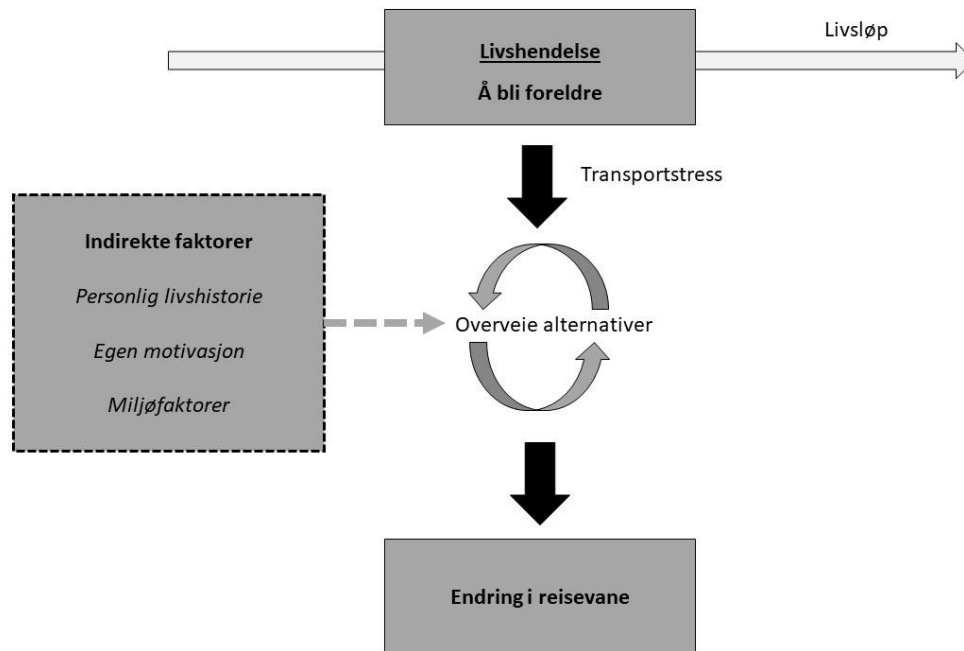 Livsløp
Livshendelse
Å bli foreldre
Transportstress
Indirekte faktorer
Personlig livshistorie
Egen motivasjon
Miljøfaktorer
Overveie alternativer
Endring i reisevane